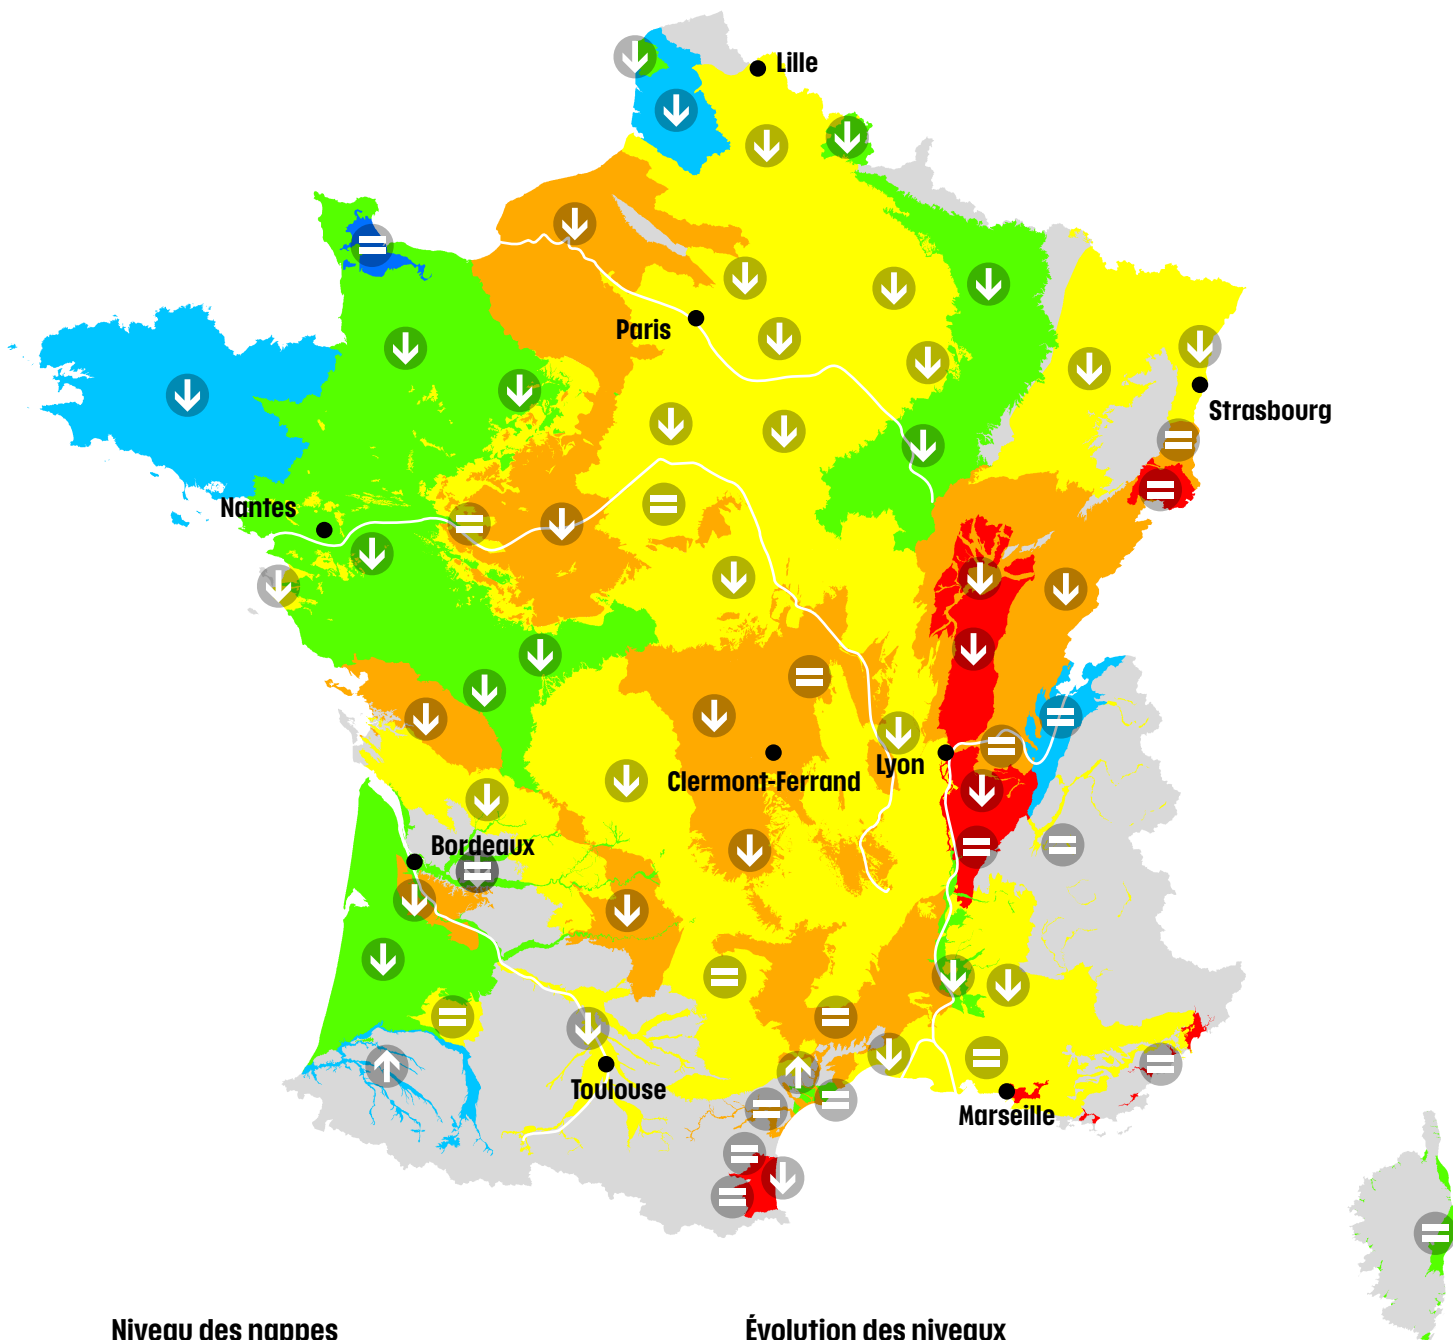 Lille
Paris
Strasbourg
Nantes
Lyon
Clermont-Ferrand
Bordeaux
Toulouse
Marseille
Niveau des nappes
Évolution des niveaux